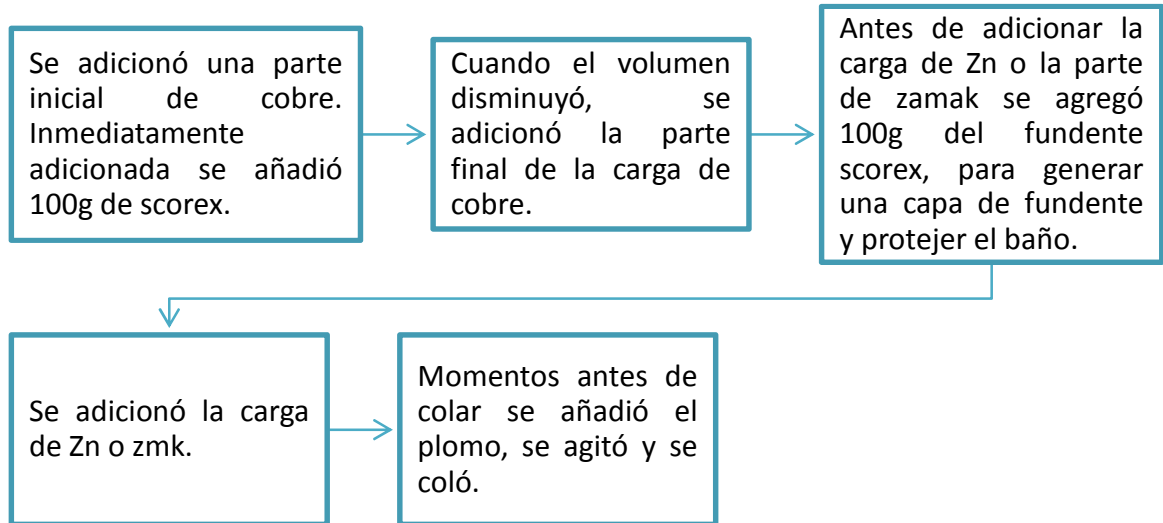 Se adicionó una parte
inicial de cobre.
Inmediatamente
adicionada se añadió
100g de scorex.
Cuando el volumen
disminuyó, se
adicionó la parte
final de la carga de
cobre.
Antes de adicionar la
carga de Zn o la parte
de zamak se agregó
100g del fundente
scorex, para generar
una capa de fundente
y protejer el baño.
Se adicionó la carga
de Zn o zmk.
Momentos antes de
colar se añadió el
plomo, se agitó y se
coló.